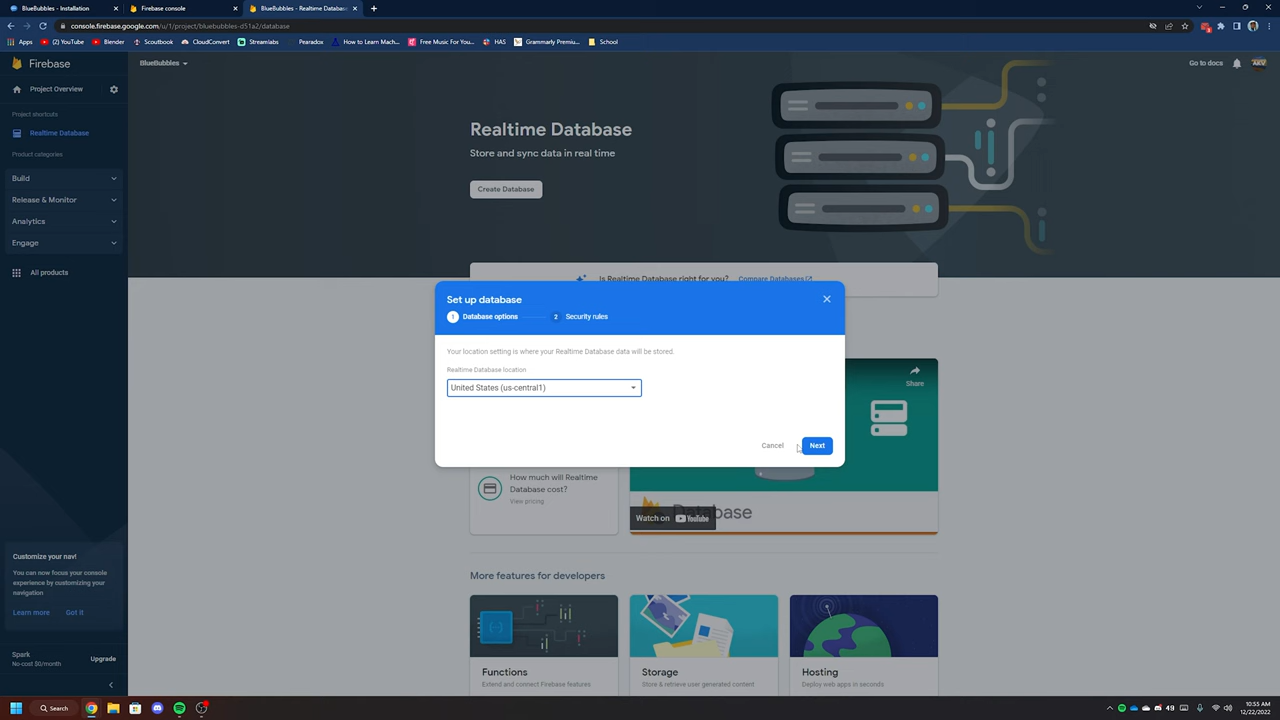 BlueBubbles - Installation
Firebase console
BlueBubbles - Realtime Database
console.firebase.google.com/u/1/project/bluebubbles-d51a2/database
Apps
(2) YouTube
Blender
Scoutbook
CloudConvert
Streamlabs
Pearadox
How to Learn Mach...
Free Music For You...
HAS
Grammarly Premiu...
School
Firebase
BlueBubbles
Go to docs
Project Overview
Project shortcuts
Realtime Database
Product categories
Build
Release & Monitor
Analytics
Engage
All products
Realtime Database
Store and sync data in real time
Create Database
Is Realtime Database right for you?
Compare Databases
Set up database
1 Database options
2 Security rules
Your location setting is where your Realtime Database data will be stored.
Realtime Database location
United States (us-central1)
Cancel
Next
Share
How much will Realtime
Database cost?
View pricing
Database
Watch on YouTube
More features for developers
Functions
Extend and connect Firebase features
Storage
Store & retrieve user generated content
Hosting
Deploy web apps in seconds
Customize your nav!
You can now focus your console
experience by customizing your
navigation
Learn more
Got it
Spark
No-cost $0/month
Upgrade
Search
10:55 AM
12/22/2022